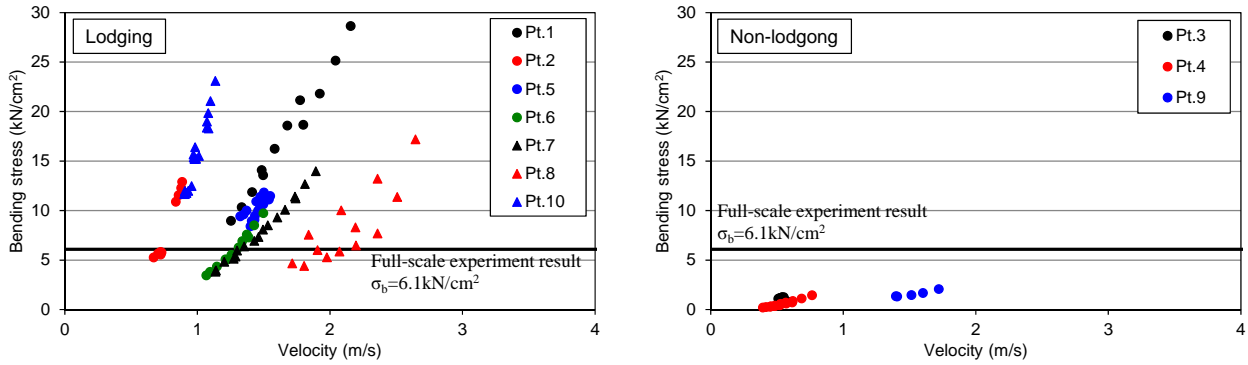 Lodging
Bending stress (kN/cm²)
30
25
20
15
10
5
0
0
1
2
3
4
Velocity (m/s)
Pt.1
Pt.2
Pt.5
Pt.6
Pt.7
Pt.8
Pt.10
Full-scale experiment result
σb=6.1kN/cm²
Non-lodgong
Bending stress (kN/cm²)
30
25
20
15
10
5
0
0
1
2
3
4
Velocity (m/s)
Pt.3
Pt.4
Pt.9
Full-scale experiment result
σb=6.1kN/cm²